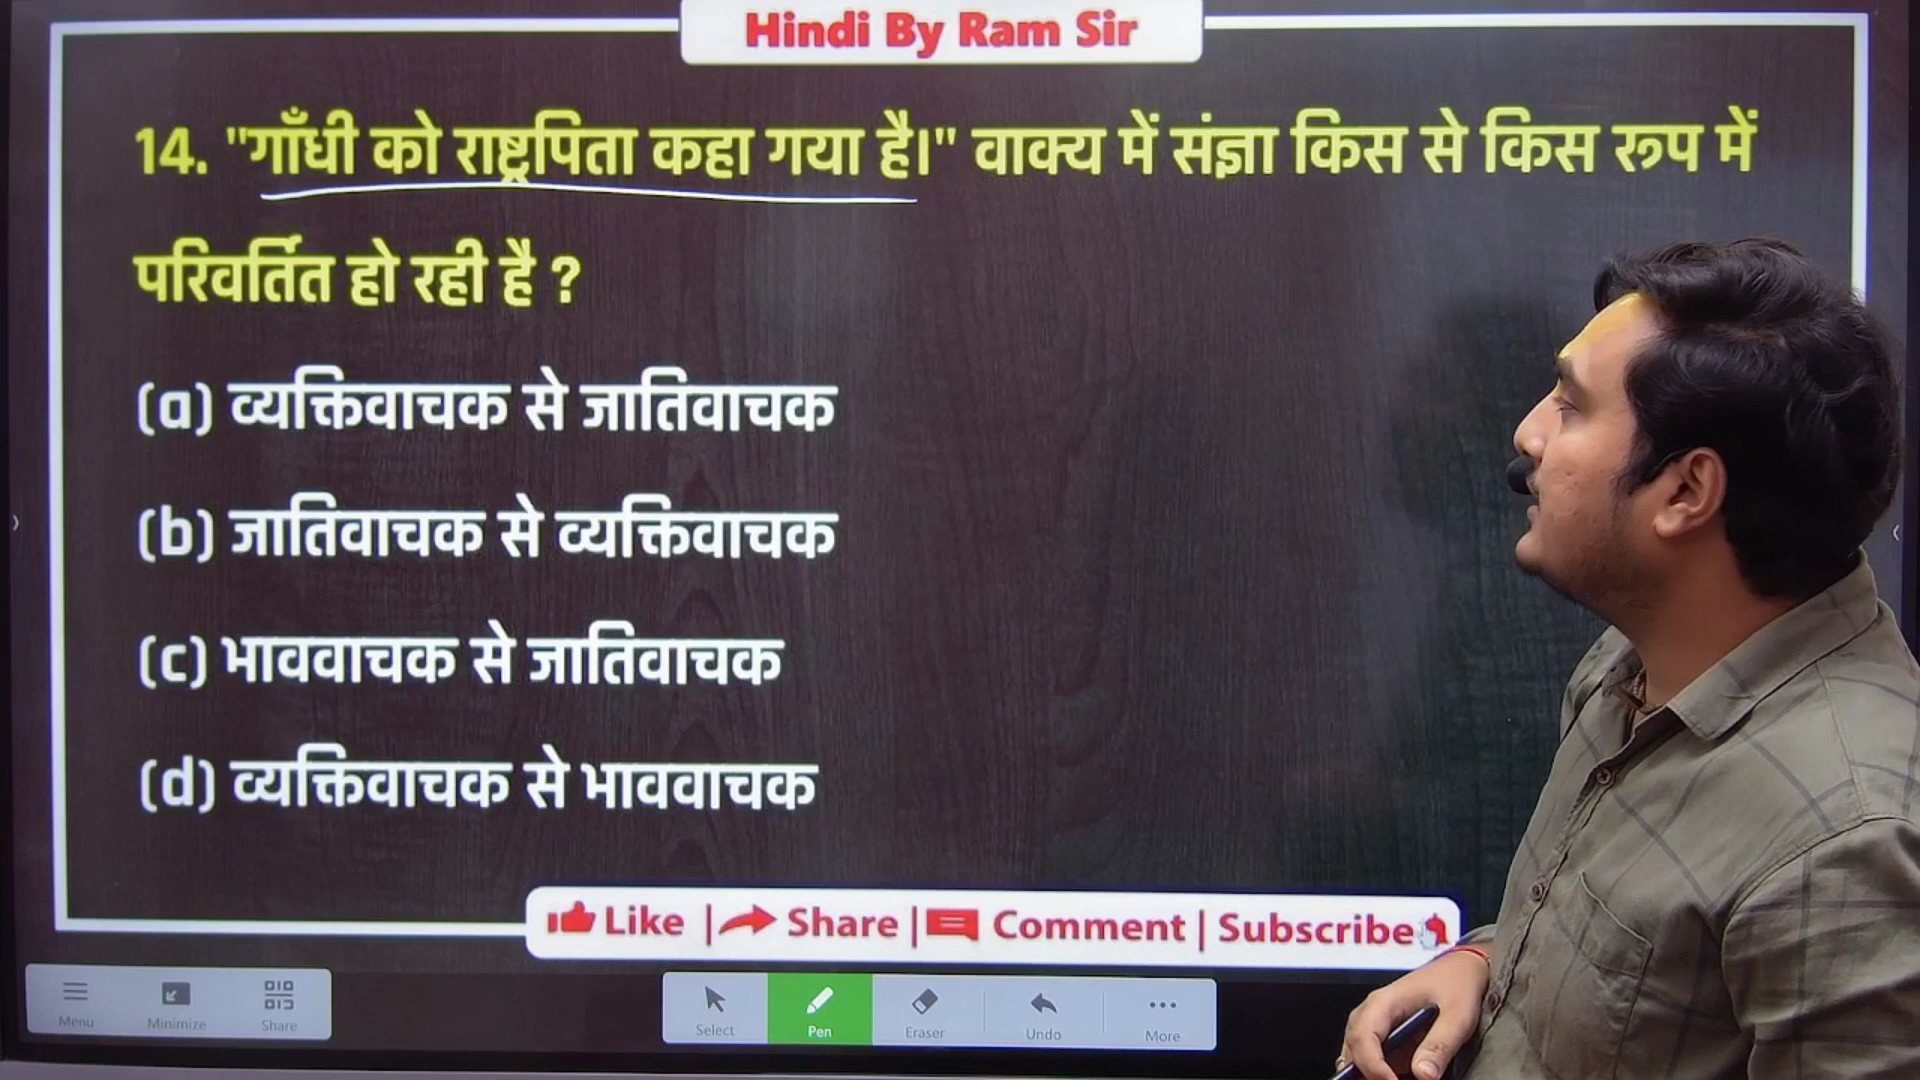 Hindi By Ram Sir
14. "गाँधी को राष्ट्रपिता कहा गया है।" वाक्य में संज्ञा किस से किस रूप में
परिवर्तित हो रही है ?
(a) व्यक्तिवाचक से जातिवाचक
(b) जातिवाचक से व्यक्तिवाचक
(c) भाववाचक से जातिवाचक
(d) व्यक्तिवाचक से भाववाचक
Like | Share | Comment | Subscribe
Menu Minimize Share Select Pen Eraser Undo More